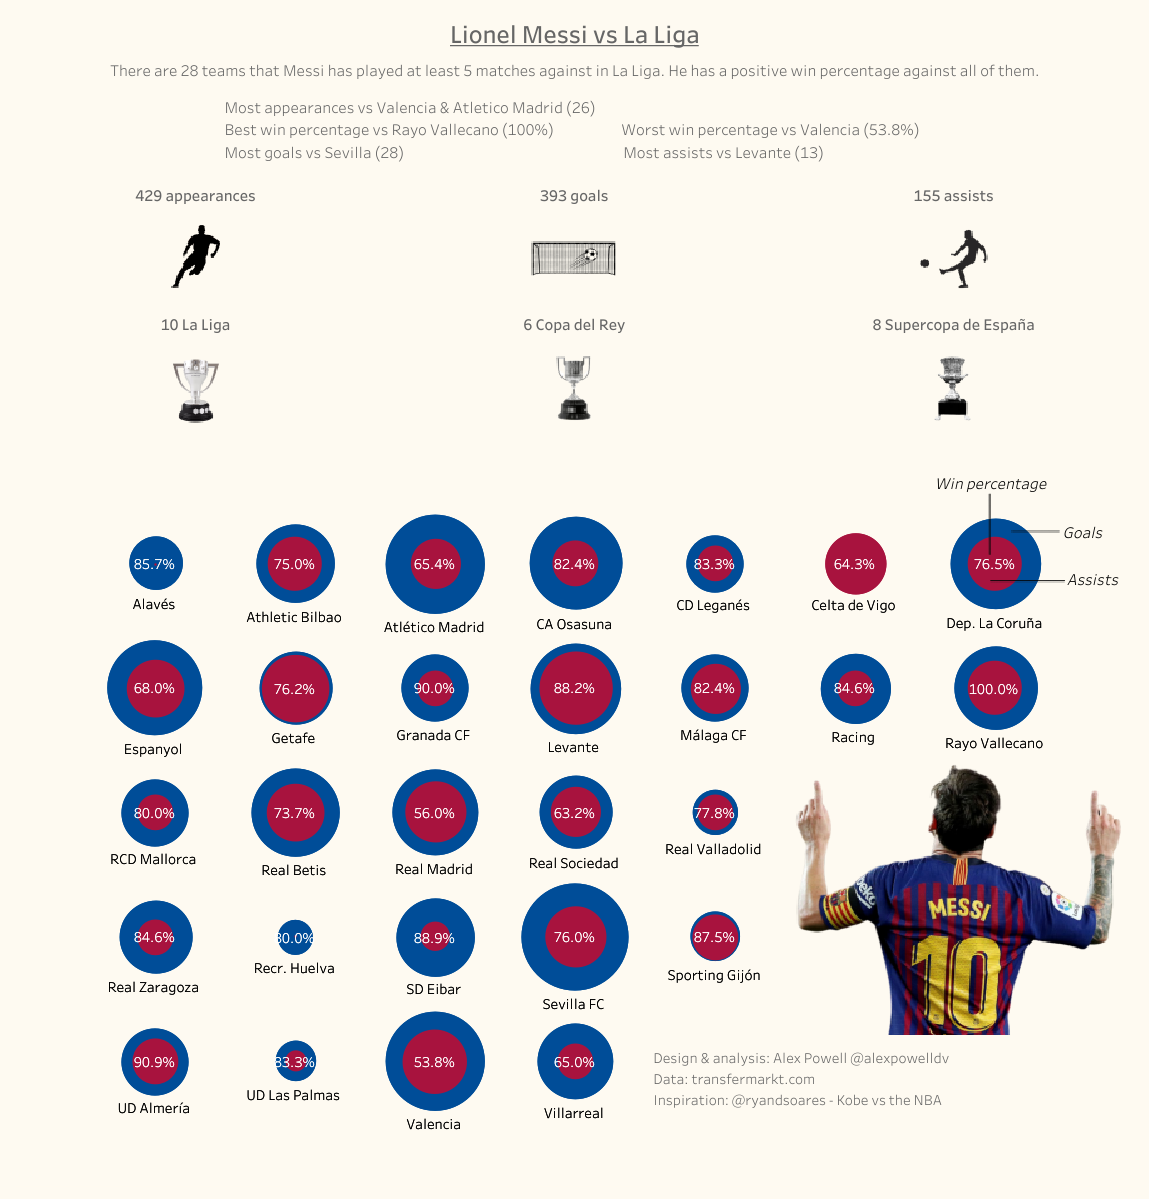 Lionel Messi vs La Liga
There are 28 teams that Messi has played at least 5 matches against in La Liga. He has a positive win percentage against all of them.
Most appearances vs Valencia & Atletico Madrid (26)
Best win percentage vs Rayo Vallecano (100%) Worst win percentage vs Valencia (53.8%)
Most goals vs Sevilla (28) Most assists vs Levante (13)
429 appearances 393 goals 155 assists
10 La Liga 6 Copa del Rey 8 Supercopa de España
Win percentage
Goals
85.7% 75.0% 65.4% 82.4% 83.3% 64.3% 76.5%
Assists
Alavés Athletic Bilbao Atlético Madrid CA Osasuna CD Leganés Celta de Vigo Dep. La Coruña
68.0% 76.2% 90.0% 88.2% 82.4% 84.6% 100.0%
Espanyol Getafe Granada CF Levante Málaga CF Racing Rayo Vallecano
80.0% 73.7% 56.0% 63.2% 77.8%
RCD Mallorca Real Betis Real Madrid Real Sociedad Real Valladolid
beko
MESSI
10
84.6% 80.0% 88.9% 76.0% 87.5%
Real Zaragoza Recr. Huelva SD Eibar Sevilla FC Sporting Gijón
90.9% 83.3% 53.8% 65.0%
UD Almería UD Las Palmas Valencia Villarreal
Design & analysis: Alex Powell @alexpowelldv
Data: transfermarkt.com
Inspiration: @ryandsoares - Kobe vs the NBA